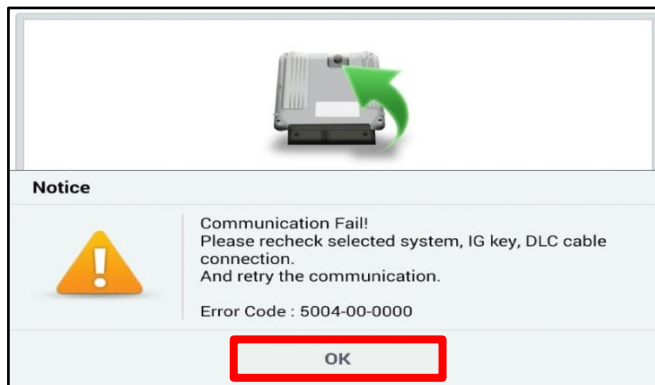 Notice
Communication Fail!
Please recheck selected system, IG key, DLC cable
connection.
And retry the communication.
Error Code : 5004-00-0000
OK